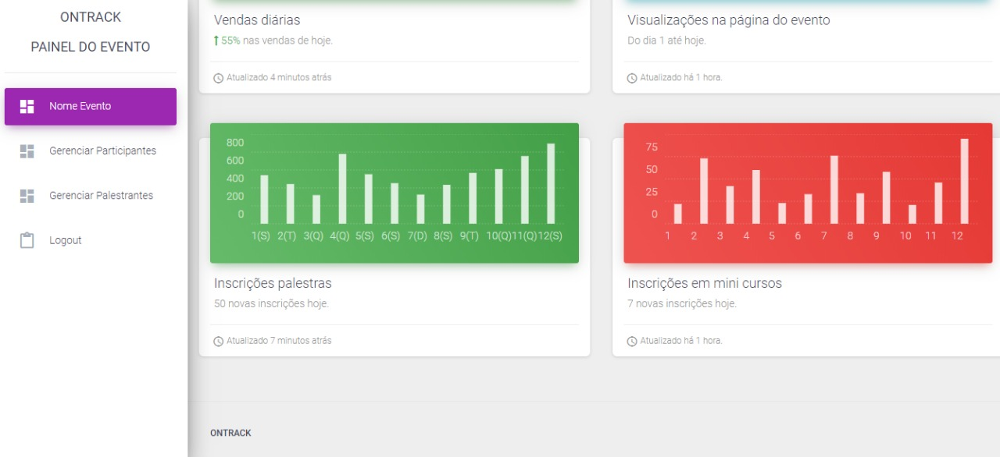 ONTRACK
PAINEL DO EVENTO
Nome Evento
Gerenciar Participantes
Gerenciar Palestrantes
Logout
Vendas diárias
55% nas vendas de hoje.
Atualizado 4 minutos atrás
Visualizações na página do evento
Do dia 1 até hoje.
Atualizado há 1 hora.
800
600
400
200
0
1(S) 2(T) 3(Q) 4(Q) 5(S) 6(S) 7(D) 8(S) 9(T) 10(Q) 11(Q) 12(S)
Inscrições palestras
50 novas inscrições hoje.
Atualizado 7 minutos atrás
75
50
25
0
1 2 3 4 5 6 7 8 9 10 11 12
Inscrições em mini cursos
7 novas inscrições hoje.
Atualizado há 1 hora.
ONTRACK